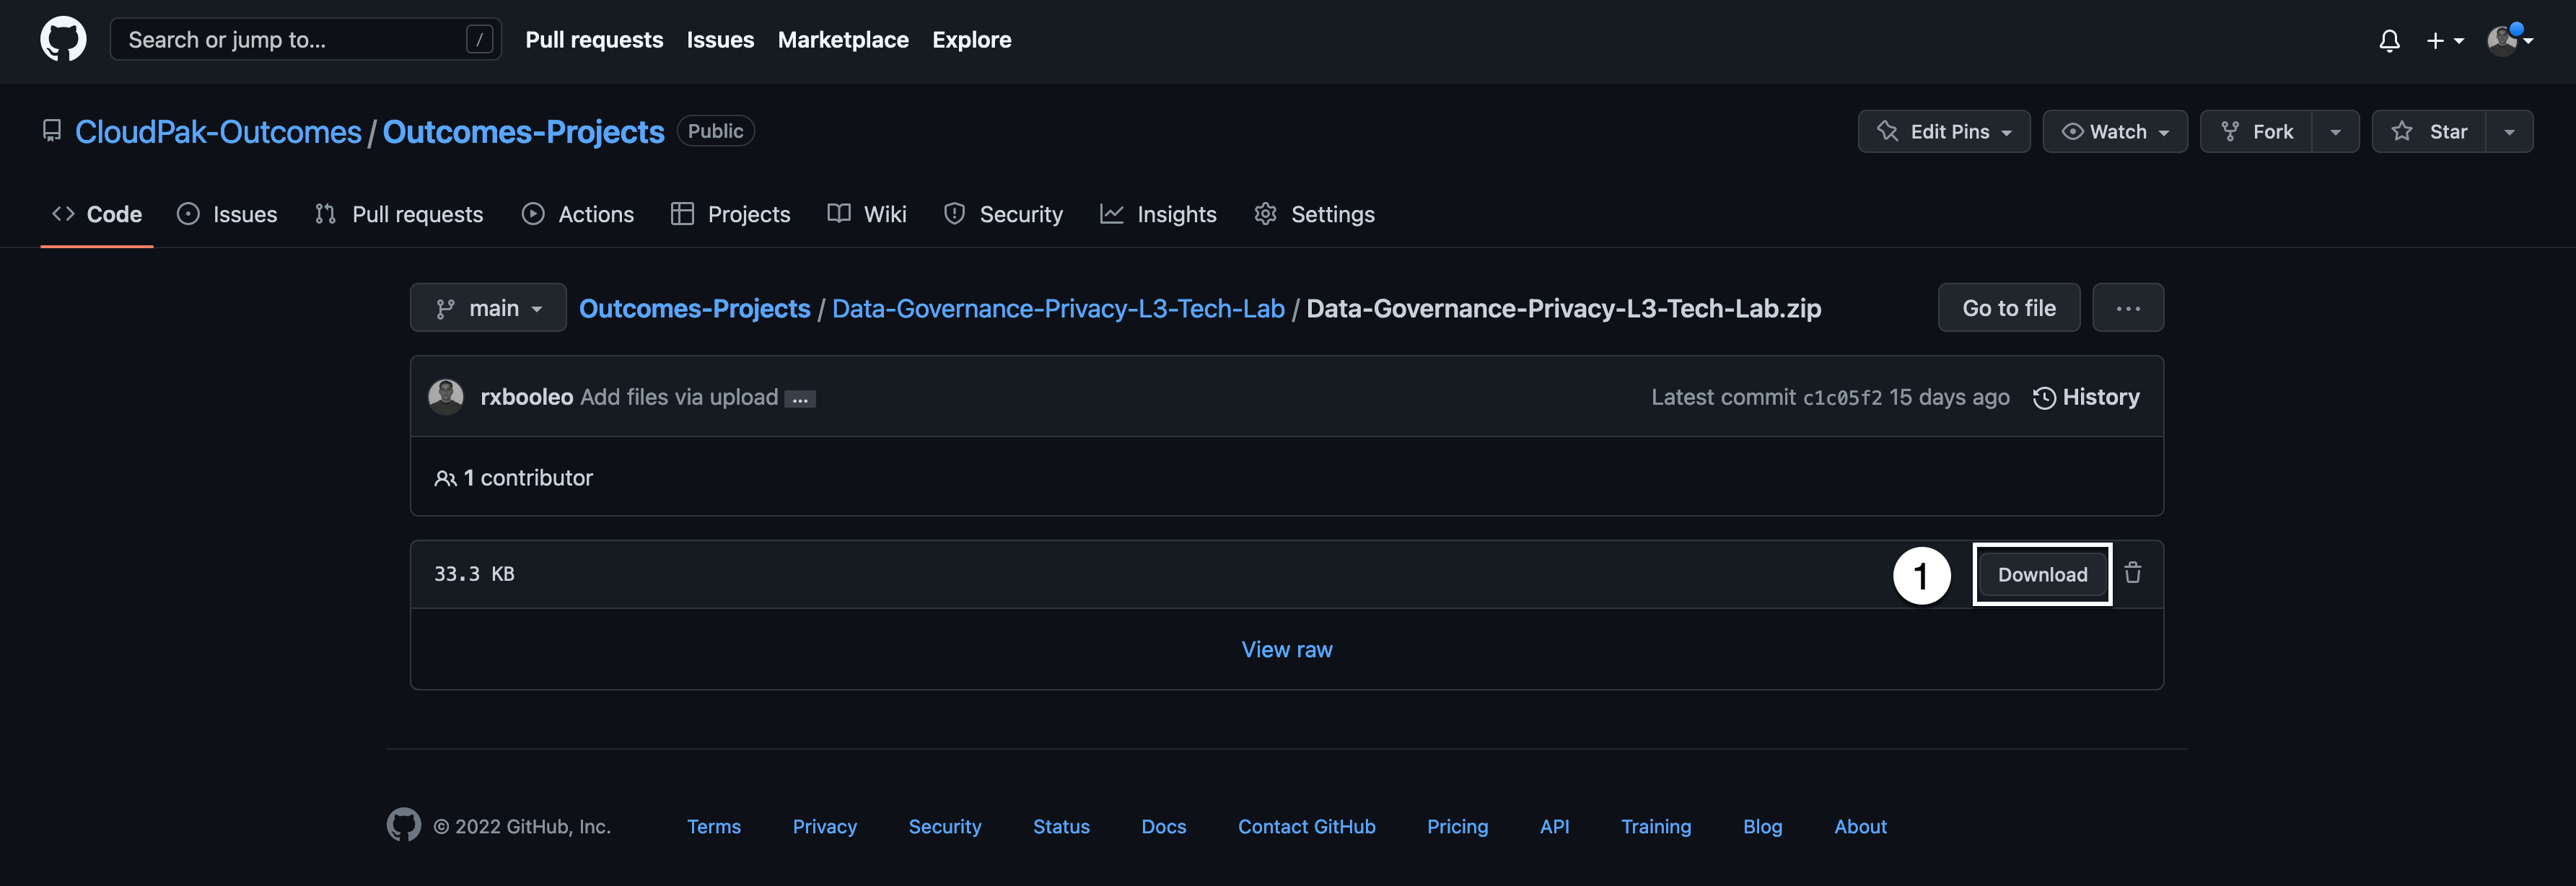 Search or jump to... / Pull requests Issues Marketplace Explore
CloudPak-Outcomes / Outcomes-Projects Public Edit Pins Watch Fork Star
Code Issues Pull requests Actions Projects Wiki Security Insights Settings
main Outcomes-Projects / Data-Governance-Privacy-L3-Tech-Lab / Data-Governance-Privacy-L3-Tech-Lab.zip Go to file ...
rxbooleo Add files via upload ... Latest commit c1c05f2 15 days ago History
1 contributor
33.3 KB 1 Download
View raw
© 2022 GitHub, Inc. Terms Privacy Security Status Docs Contact GitHub Pricing API Training Blog About